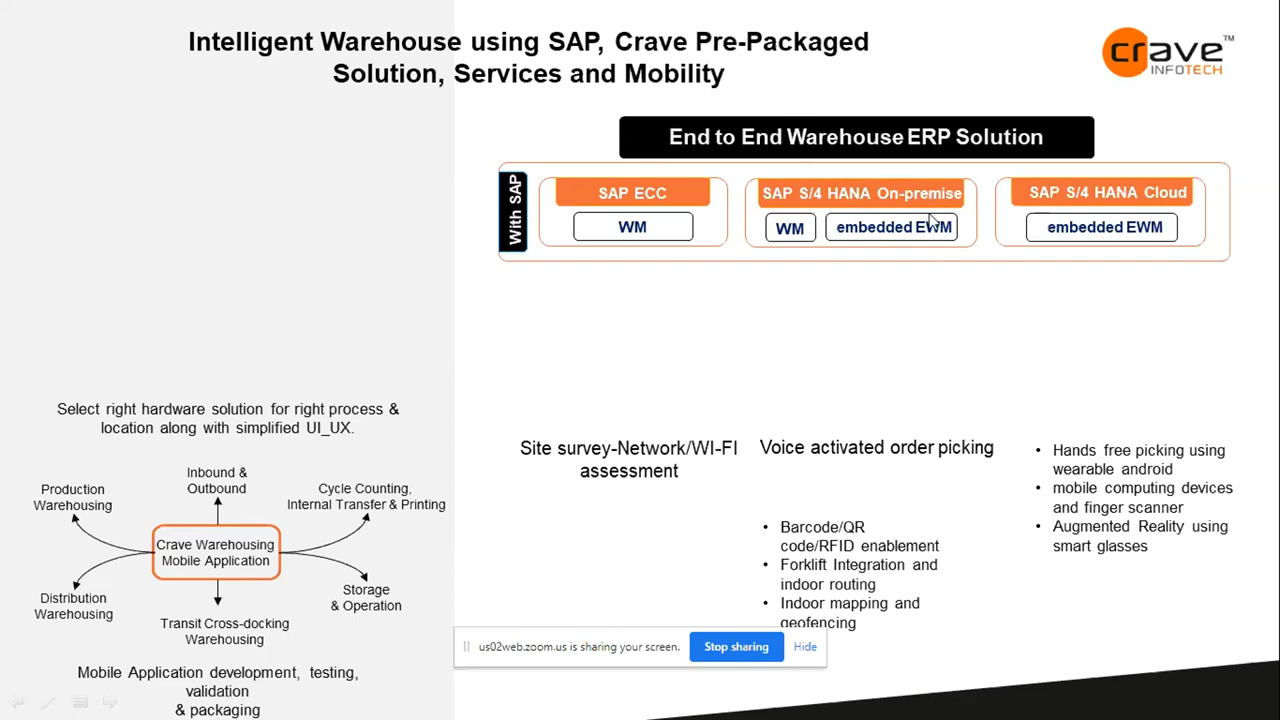 Intelligent Warehouse using SAP, Crave Pre-Packaged
Solution, Services and Mobility
crave
INFOTECH
TM
End to End Warehouse ERP Solution
With SAP
SAP ECC
WM
SAP S/4 HANA On-premise
WM
embedded EWM
SAP S/4 HANA Cloud
embedded EWM
Select right hardware solution for right process &
location along with simplified UI_UX.
Inbound &
Outbound
Production
Warehousing
Cycle Counting,
Internal Transfer & Printing
Crave Warehousing
Mobile Application
Distribution
Warehousing
Storage
& Operation
Transit Cross-docking
Warehousing
Mobile Application development, testing,
validation
& packaging
Site survey-Network/WI-FI
assessment
Voice activated order picking
• Barcode/QR
code/RFID enablement
• Forklift Integration and
indoor routing
• Indoor mapping and
geofencing
• Hands free picking using
wearable android
• mobile computing devices
and finger scanner
• Augmented Reality using
smart glasses
us02web.zoom.us is sharing your screen.
Stop sharing
Hide